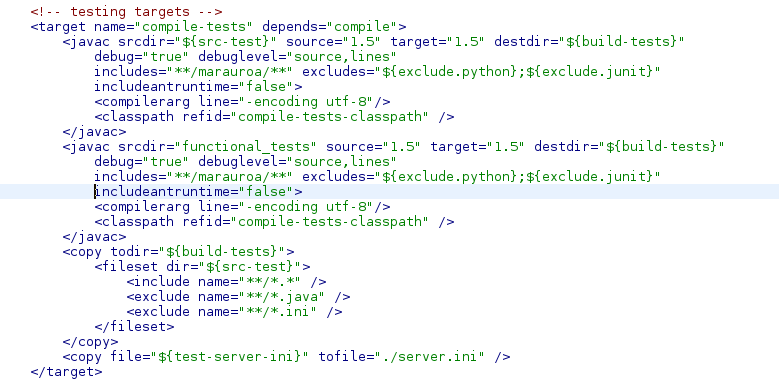 <!-- testing targets -->
<target name="compile-tests" depends="compile">
    <javac srcdir="${src-test}" source="1.5" target="1.5" destdir="${build-tests}"
        debug="true" debuglevel="source,lines"
        includes="**/marauroa/**" excludes="${exclude.python};${exclude.junit}"
        includeantruntime="false">
        <compilerarg line="-encoding utf-8"/>
        <classpath refid="compile-tests-classpath" />
    </javac>
    <javac srcdir="functional_tests" source="1.5" target="1.5" destdir="${build-tests}"
        debug="true" debuglevel="source,lines"
        includes="**/marauroa/**" excludes="${exclude.python};${exclude.junit}"
        includeantruntime="false">
        <compilerarg line="-encoding utf-8"/>
        <classpath refid="compile-tests-classpath" />
    </javac>
    <copy todir="${build-tests}">
        <fileset dir="${src-test}">
            <include name="**/*.*" />
            <exclude name="**/*.java" />
            <exclude name="**/*.ini" />
        </fileset>
    </copy>
    <copy file="${test-server-ini}" tofile="./server.ini" />
</target>